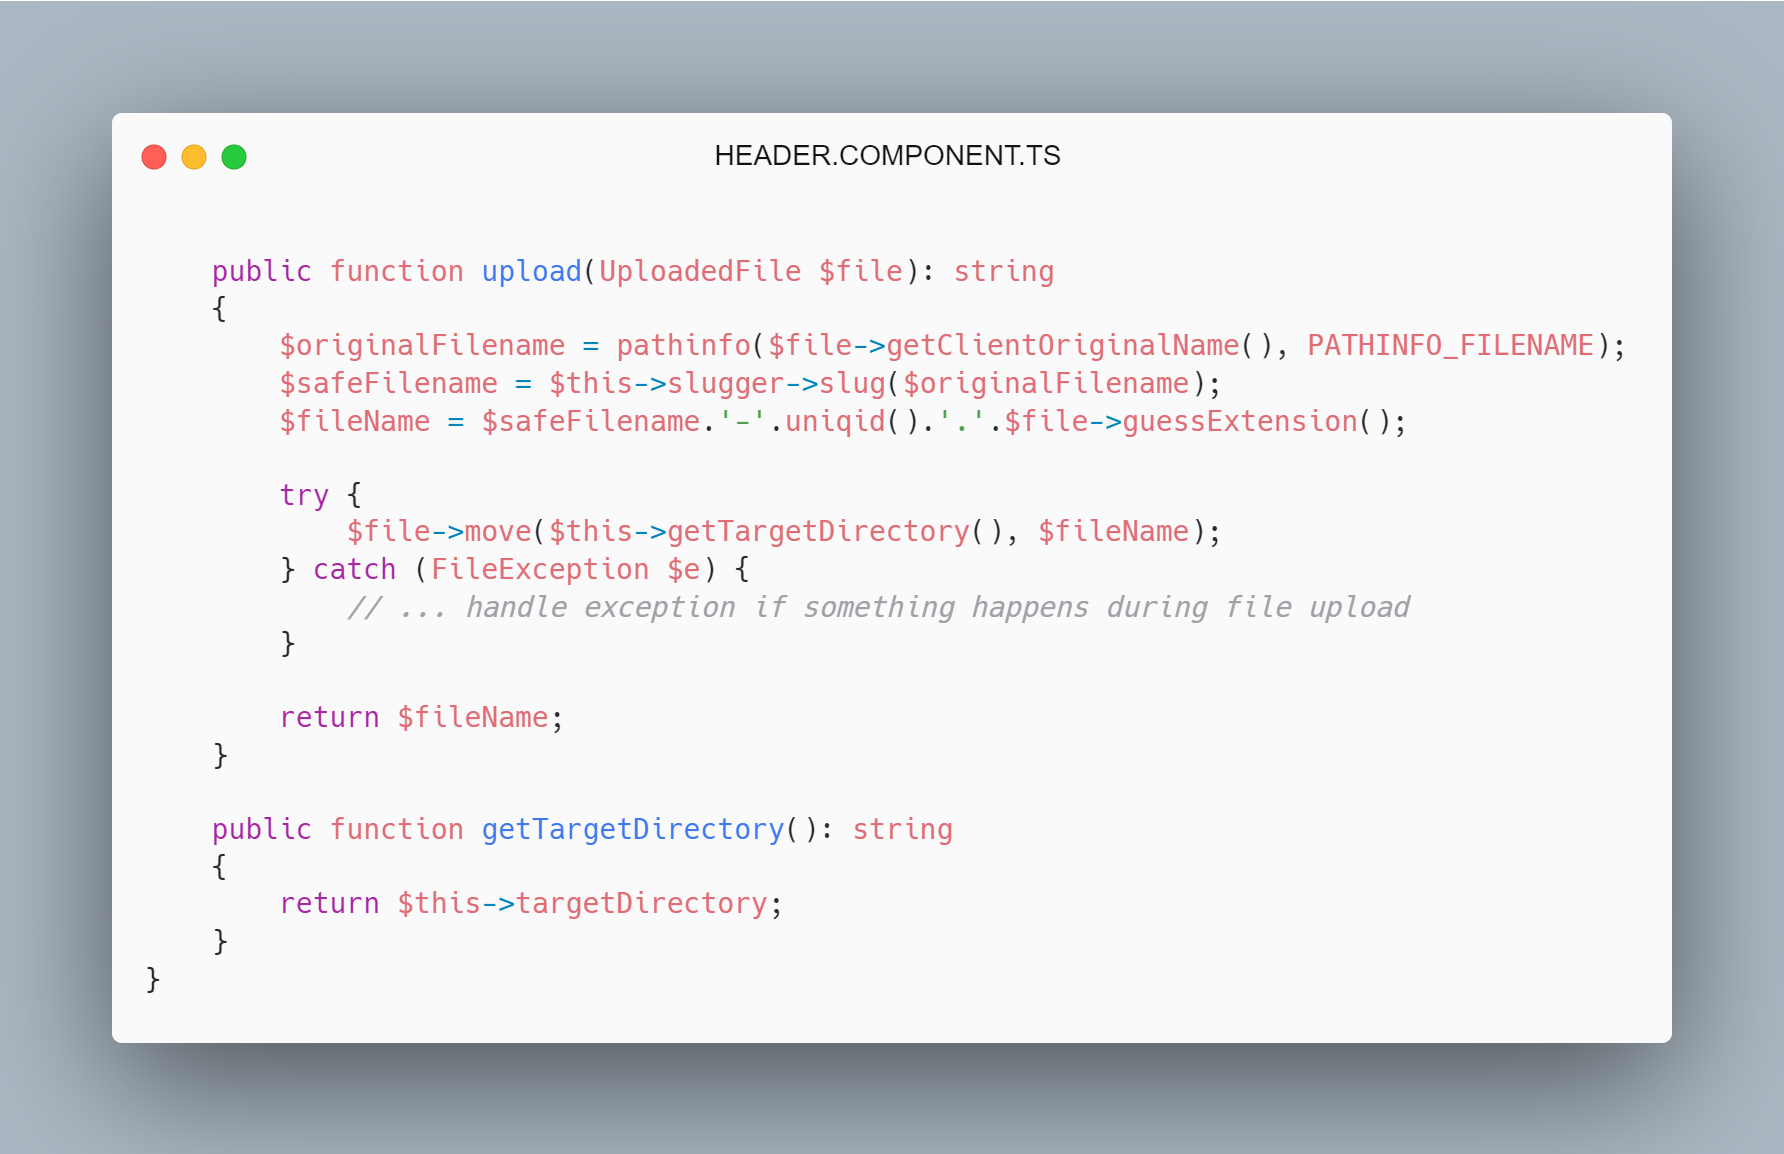 HEADER.COMPONENT.TS
public function upload(UploadedFile $file): string
{
$originalFilename = pathinfo($file->getClientOriginalName(), PATHINFO_FILENAME);
$safeFilename = $this->slugger->slug($originalFilename);
$fileName = $safeFilename.'-'.uniqid().'.'.$file->guessExtension();
try {
$file->move($this->getTargetDirectory(), $fileName);
} catch (FileException $e) {
// ... handle exception if something happens during file upload
}
return $fileName;
}
public function getTargetDirectory(): string
{
return $this->targetDirectory;
}
}